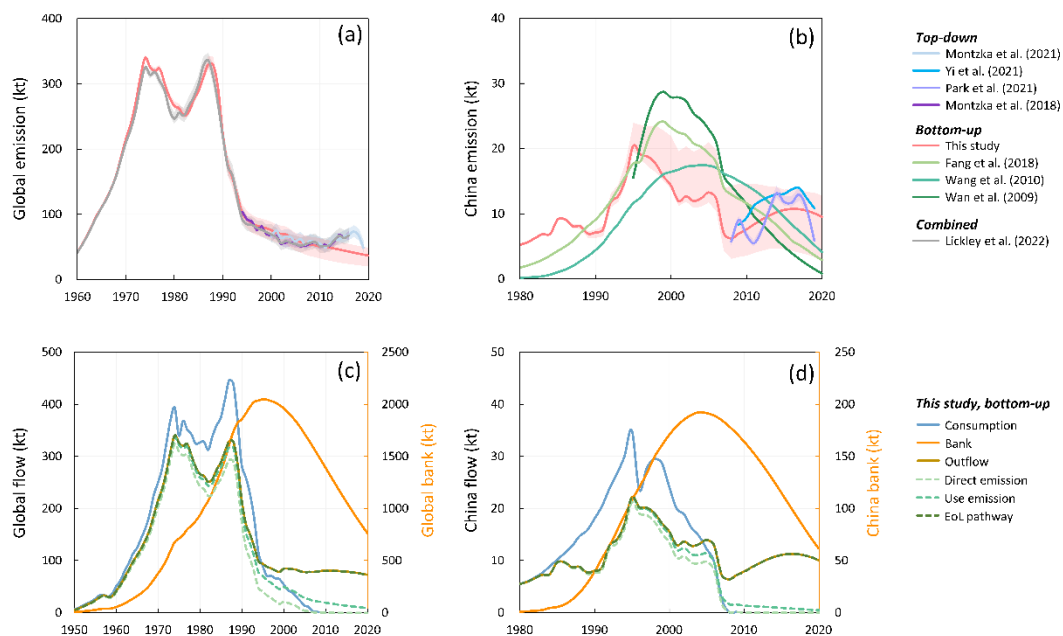 (a)
Global emission (kt)
400
300
200
100
0
1960 1970 1980 1990 2000 2010 2020
(b)
China emission (kt)
40
30
20
10
0
1980 1990 2000 2010 2020
Top-down
Montzka et al. (2021)
Yi et al. (2021)
Park et al. (2021)
Montzka et al. (2018)
Bottom-up
This study
Fang et al. (2018)
Wang et al. (2010)
Wan et al. (2009)
Combined
Lickley et al. (2022)
(c)
Global flow (kt)
500
400
300
200
100
0
1950 1960 1970 1980 1990 2000 2010 2020
2500
2000
1500
1000
500
0
Global bank (kt)
(d)
China flow (kt)
50
40
30
20
10
0
1980 1990 2000 2010 2020
250
200
150
100
50
0
China bank (kt)
This study, bottom-up
Consumption
Bank
Outflow
Direct emission
Use emission
EoL pathway